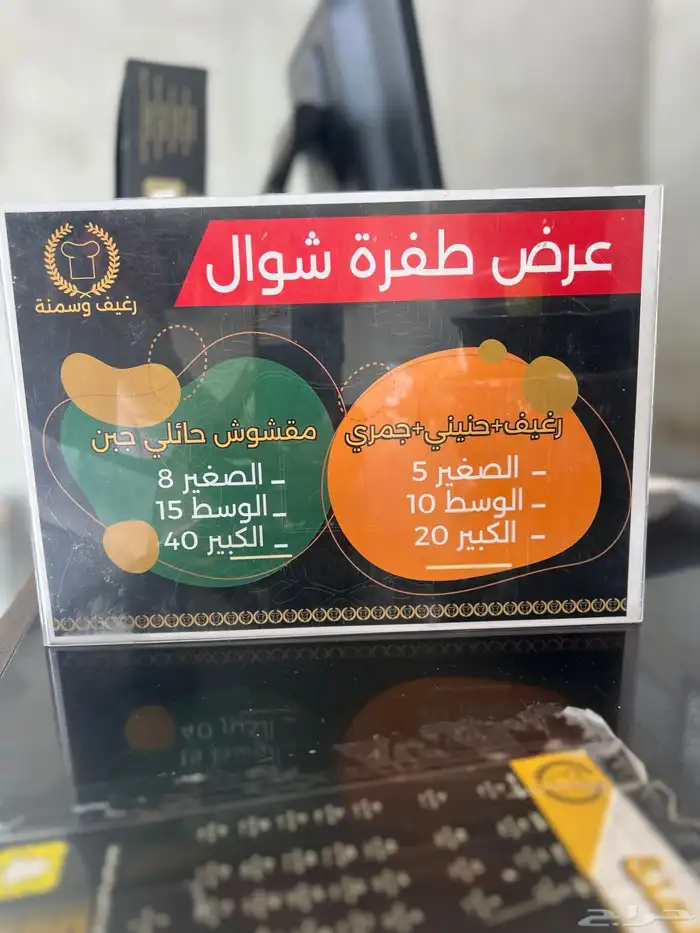 عرض طفرة شوال
رغيف وسمنة
رغيف+حنيني+جمري
- الصغير 5
- الوسط 10
- الكبير 20
مقشوش حائلي جبن
- الصغير 8
- الوسط 15
- الكبير 40
حراج